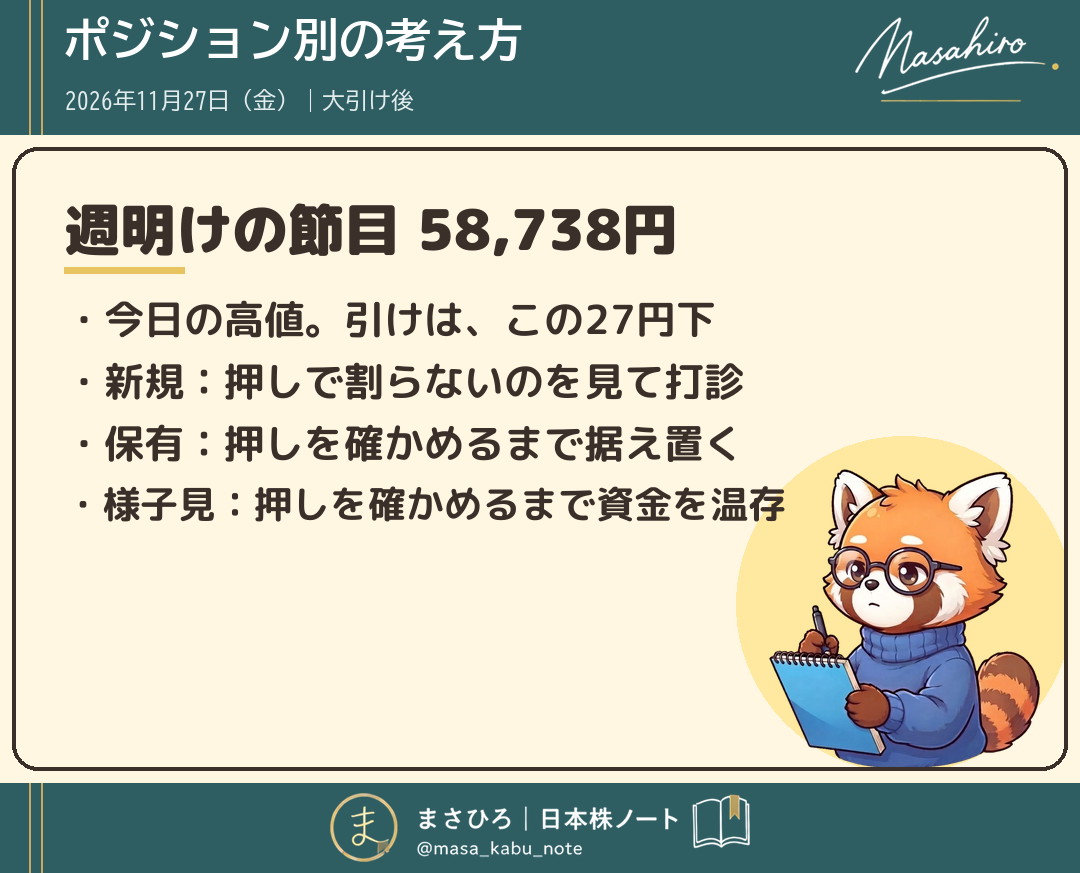 ポジション別の考え方
2026年11月27日（金）｜大引け後
Masahiro
週明けの節目 58,738円
・今日の高値。引けは、この27円下
・新規：押しで割らないのを見て打診
・保有：押しを確かめるまで据え置く
・様子見：押しを確かめるまで資金を温存
ま
まさひろ｜日本株ノート
@masa_kabu_note